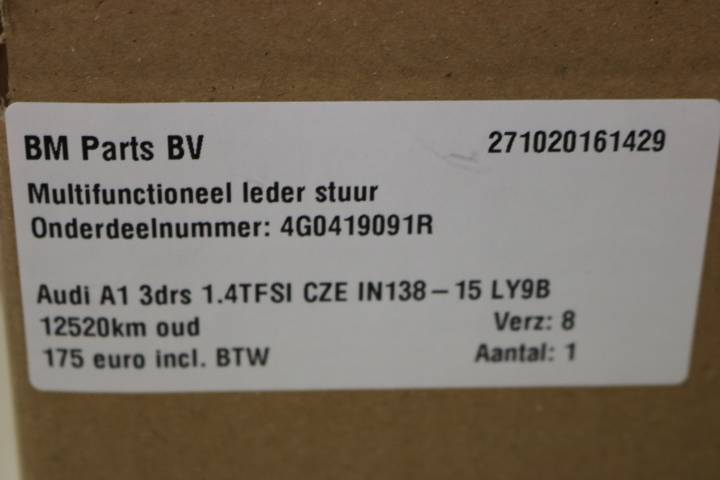 BM Parts BV 271020161429
Multifunctioneel leder stuur
Onderdeelnummer: 4G0419091R
Audi A1 3drs 1.4TFSI CZE IN138-15 LY9B
12520km oud Verz: 8
175 euro incl. BTW Aantal: 1